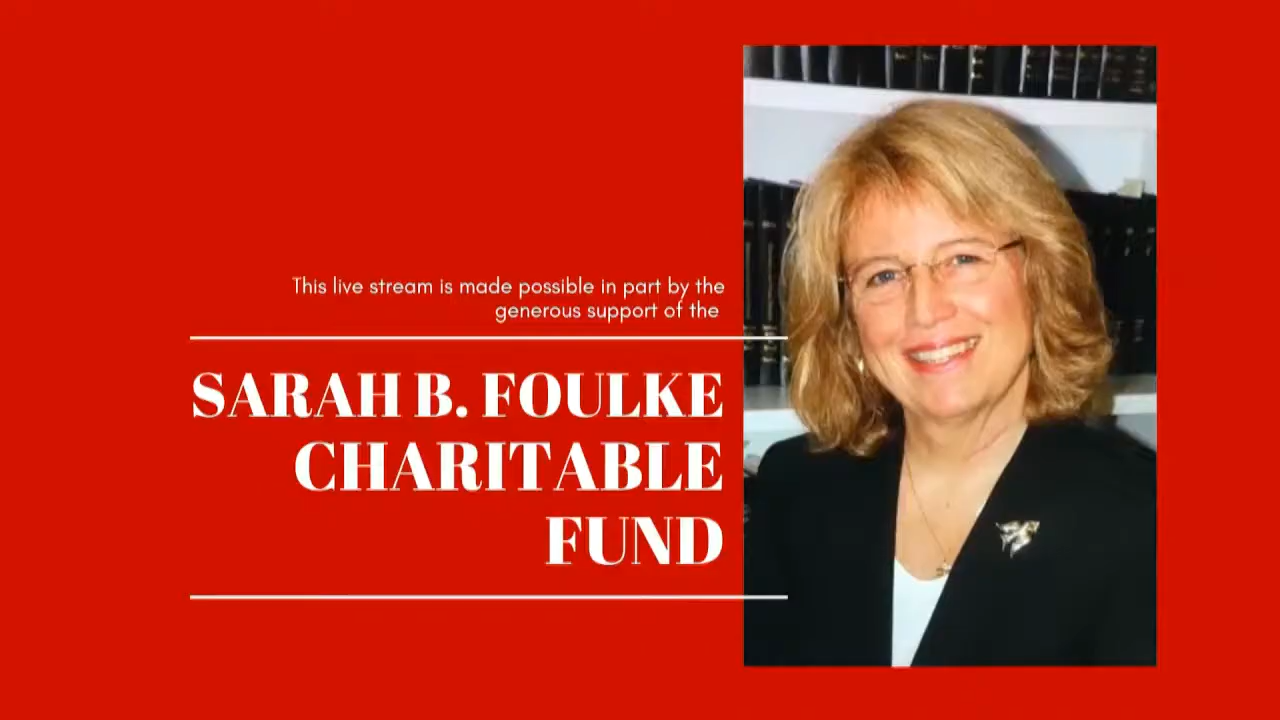 This live stream is made possible in part by the
generous support of the
SARAH B. FOULKE
CHARITABLE
FUND